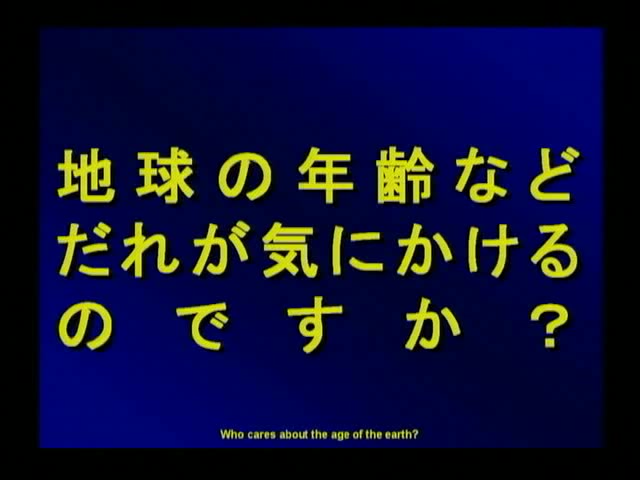 地球の年齢など
だれが気にかける
のですか？
Who cares about the age of the earth?